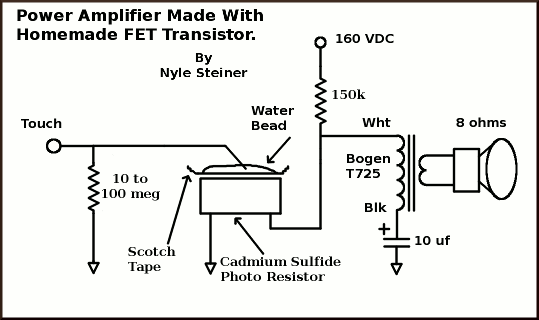 Power Amplifier Made With
Homemade FET Transistor.
By
Nyle Steiner
160 VDC
150k
Water
Bead
Touch
Wht
8 ohms
Bogen
T725
10 to
100 meg
Blk
+
10 uf
Scotch
Tape
Cadmium Sulfide
Photo Resistor